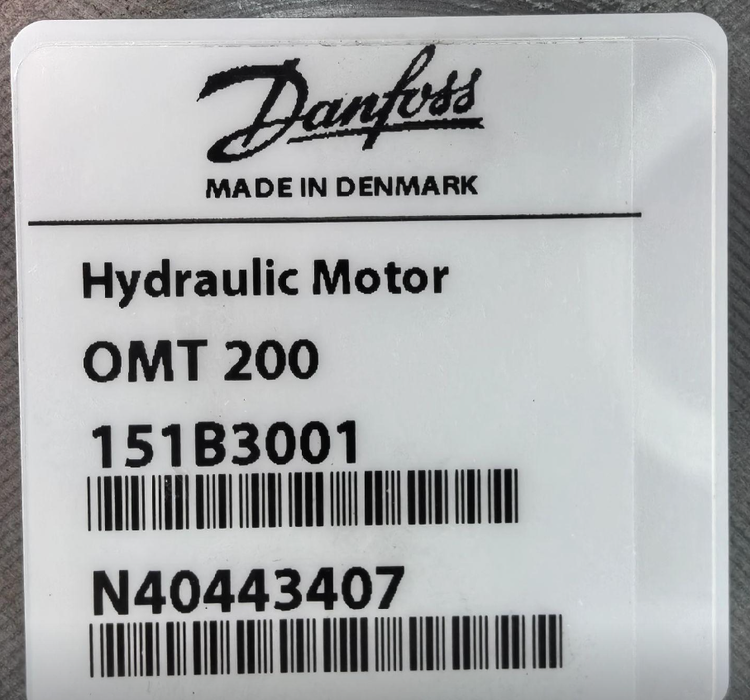 Danfoss
MADE IN DENMARK
Hydraulic Motor
OMT 200
151B3001
N40443407